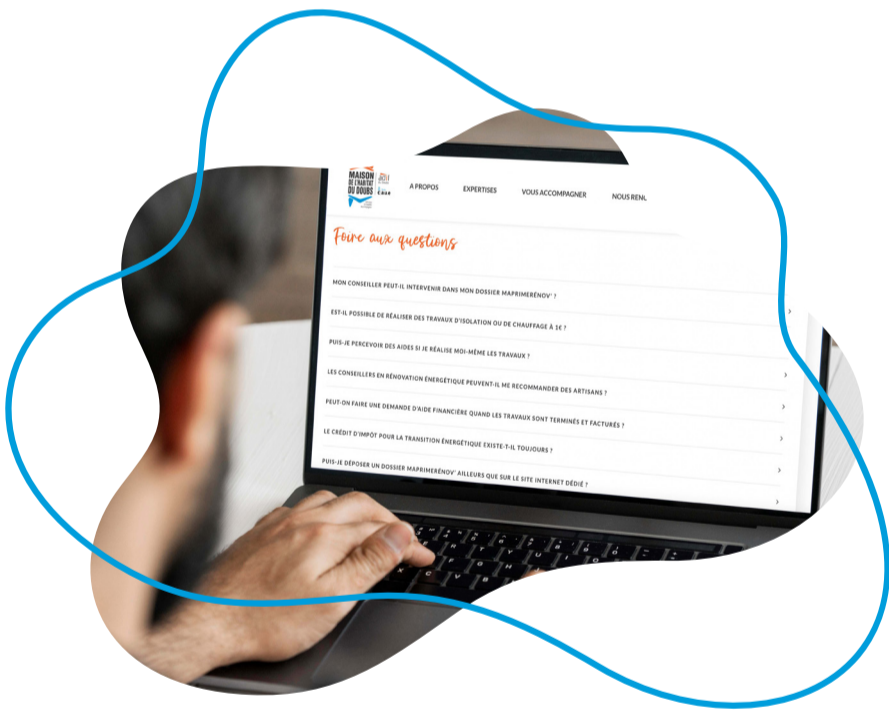 MAISON
DE L'HABITAT
DU DOUBS
A PROPOS
EXPERTISES
VOUS ACCOMPAGNER
NOUS
Foire aux questions
MON CONSEILLER PEUT-IL INTERVENIR DANS MON DOSSIER MAPRIMERÉNOV' ?
EST-IL POSSIBLE DE RÉALISER DES TRAVAUX D'ISOLATION OU DE CHAUFFAGE À 1€ ?
PUIS-JE PERCEVOIR DES AIDES SI JE RÉALISE MOI-MÊME LES TRAVAUX ?
LES CONSEILLERS EN RÉNOVATION ÉNERGÉTIQUE PEUVENT-IL ME RECOMMANDER DES ARTISANS ?
PEUT-ON FAIRE UNE DEMANDE D'AIDE FINANCIÈRE QUAND LES TRAVAUX SONT TERMINÉS ET FACTURÉS ?
LE CRÉDIT D'IMPÔT POUR LA TRANSITION ÉNERGÉTIQUE EXISTE-T-IL TOUJOURS ?
PUIS-JE DÉPOSER UN DOSSIER MAPRIMERÉNOV' AILLEURS QUE SUR LE SITE INTERNET DÉDIÉ ?